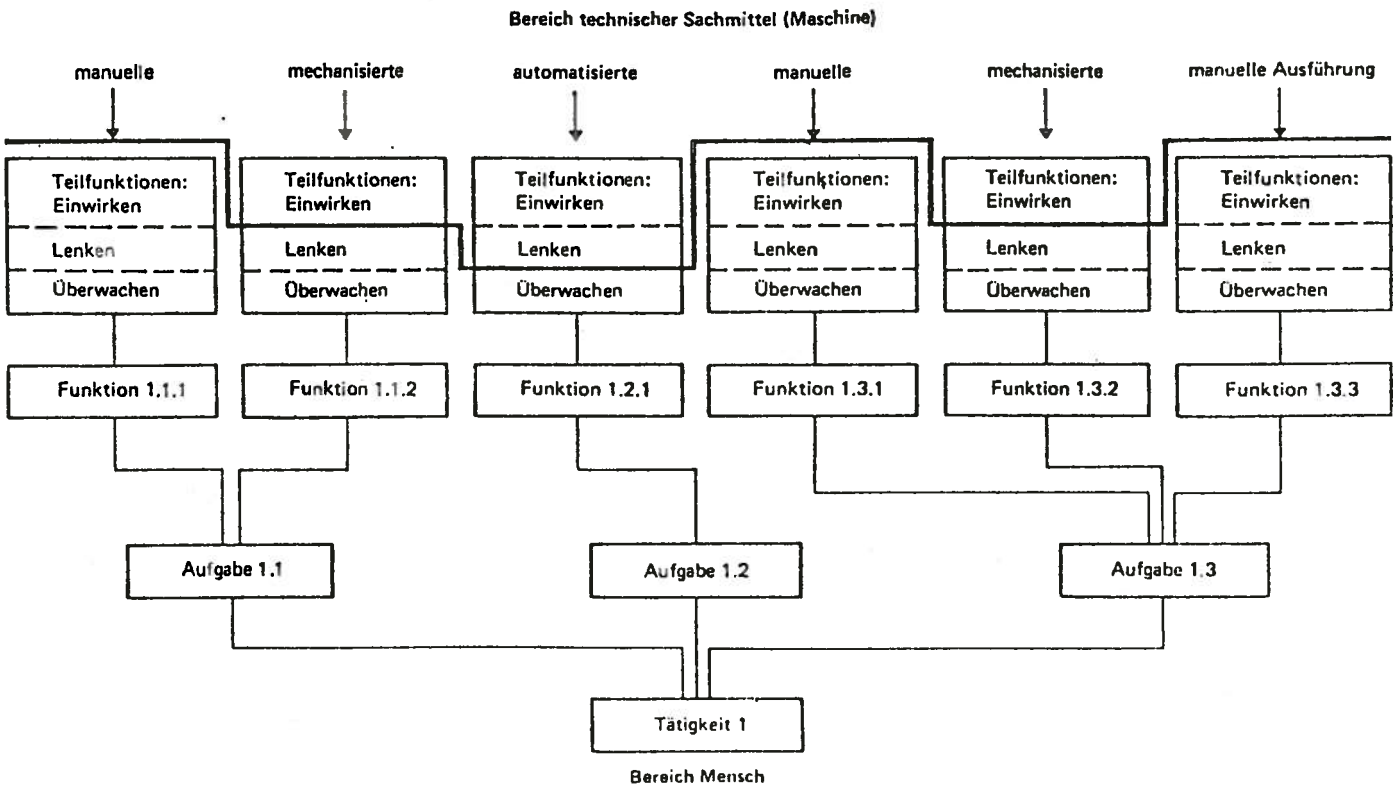 Bereich technischer Sachmittel (Maschine)
manuelle
mechanisierte
automatisierte
manuelle
mechanisierte
manuelle Ausführung
Teilfunktionen:
Einwirken
Lenken
Überwachen
Teilfunktionen:
Einwirken
Lenken
Überwachen
Teilfunktionen:
Einwirken
Lenken
Überwachen
Teilfunktionen:
Einwirken
Lenken
Überwachen
Teilfunktionen:
Einwirken
Lenken
Überwachen
Teilfunktionen:
Einwirken
Lenken
Überwachen
Funktion 1.1.1
Funktion 1.1.2
Funktion 1.2.1
Funktion 1.3.1
Funktion 1.3.2
Funktion 1.3.3
Aufgabe 1.1
Aufgabe 1.2
Aufgabe 1.3
Tätigkeit 1
Bereich Mensch